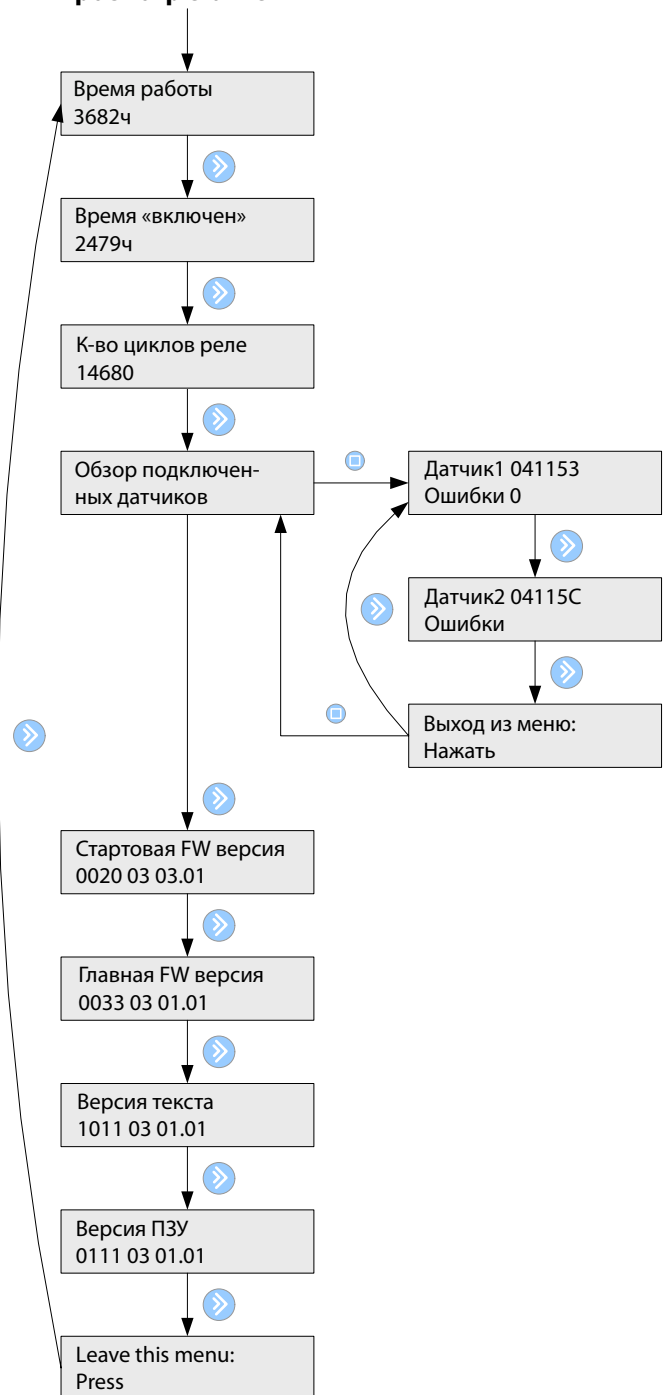 Время работы
3682ч
Время «включен»
2479ч
К-во циклов реле
14680
Обзор подключен-
ных датчиков
Датчик1 041153
Ошибки 0
Датчик2 04115C
Ошибки
Выход из меню:
Нажать
Стартовая FW версия
0020 03 03.01
Главная FW версия
0033 03 01.01
Версия текста
1011 03 01.01
Версия ПЗУ
0111 03 01.01
Leave this menu:
Press